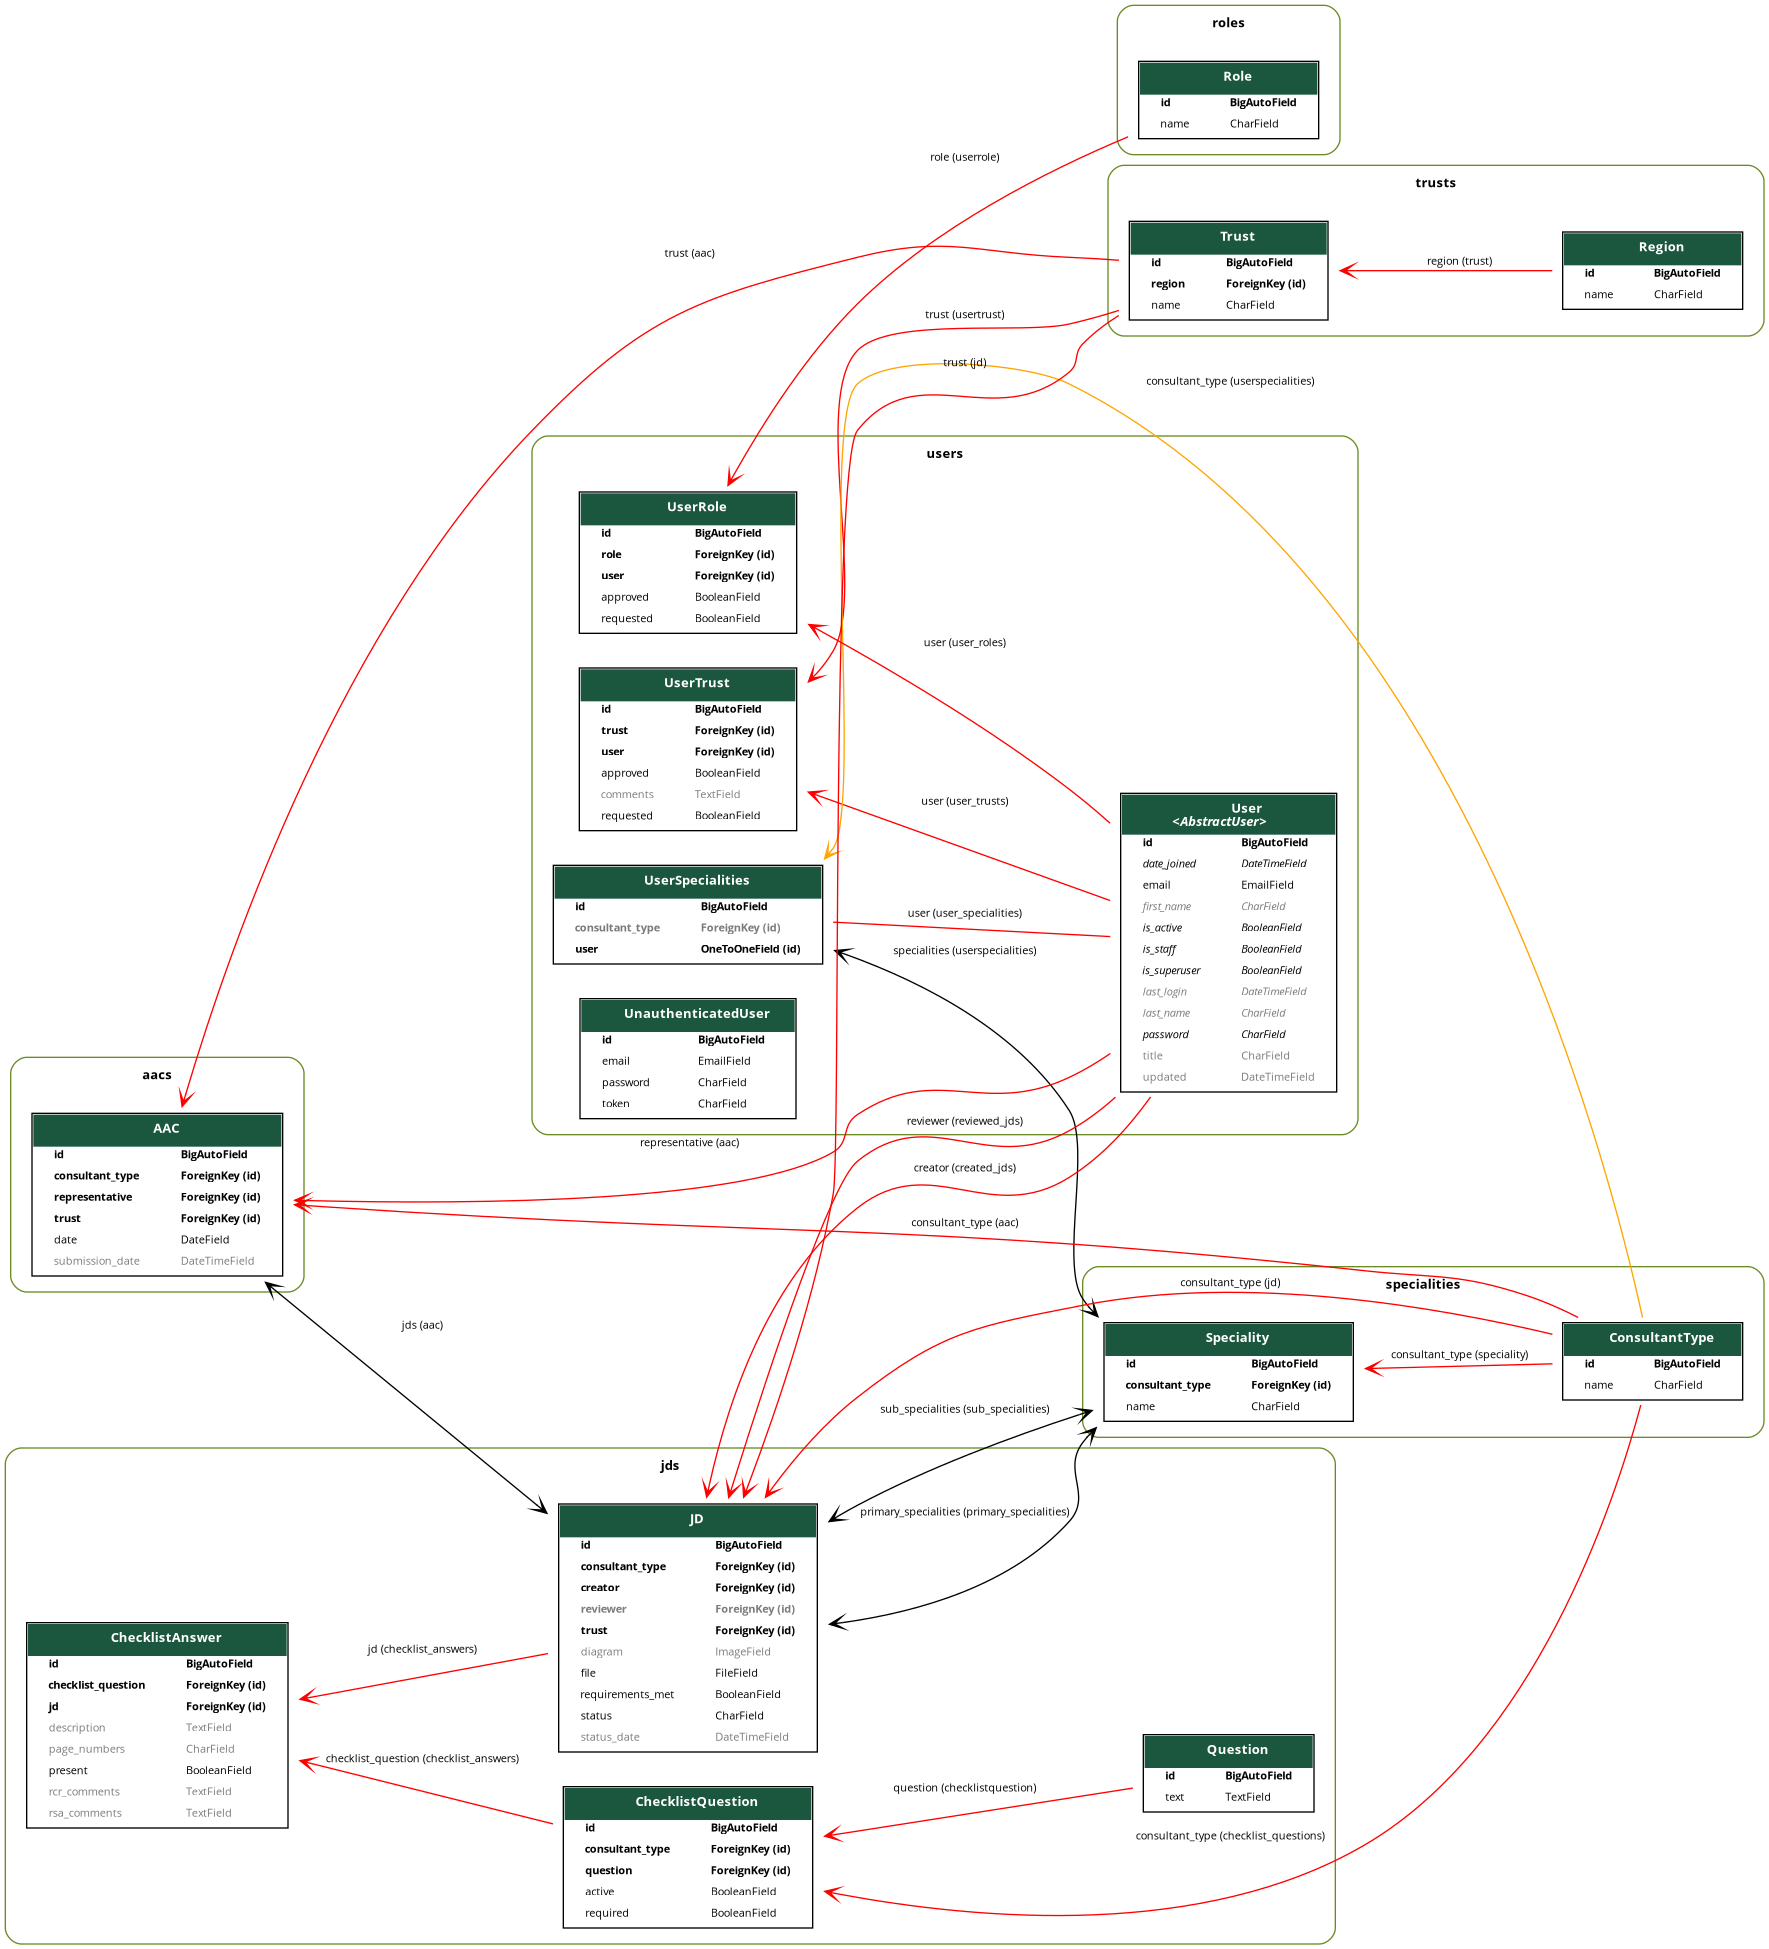 roles
Role
id BigAutoField
name CharField
role (userrole)
trusts
Trust
id BigAutoField
region ForeignKey (id)
name CharField
region (trust)
Region
id BigAutoField
name CharField
trust (aac)
trust (usertrust)
trust (jd)
consultant_type (userspecialities)
users
UserRole
id BigAutoField
role ForeignKey (id)
user ForeignKey (id)
approved BooleanField
requested BooleanField
user (user_roles)
UserTrust
id BigAutoField
trust ForeignKey (id)
user ForeignKey (id)
approved BooleanField
comments TextField
requested BooleanField
user (user_trusts)
User
<AbstractUser>
id BigAutoField
date_joined DateTimeField
email EmailField
first_name CharField
is_active BooleanField
is_staff BooleanField
is_superuser BooleanField
last_login DateTimeField
last_name CharField
password CharField
title CharField
updated DateTimeField
UserSpecialities
id BigAutoField
consultant_type ForeignKey (id)
user OneToOneField (id)
user (user_specialities)
specialities (userspecialities)
UnauthenticatedUser
id BigAutoField
email EmailField
password CharField
token CharField
aacs
AAC
id BigAutoField
consultant_type ForeignKey (id)
representative ForeignKey (id)
trust ForeignKey (id)
date DateField
submission_date DateTimeField
representative (aac)
reviewer (reviewed_jds)
creator (created_jds)
consultant_type (aac)
consultant_type (jd)
jds (aac)
specialities
Speciality
id BigAutoField
consultant_type ForeignKey (id)
name CharField
consultant_type (speciality)
ConsultantType
id BigAutoField
name CharField
sub_specialities (sub_specialities)
primary_specialities (primary_specialities)
jds
JD
id BigAutoField
consultant_type ForeignKey (id)
creator ForeignKey (id)
reviewer ForeignKey (id)
trust ForeignKey (id)
diagram ImageField
file FileField
requirements_met BooleanField
status CharField
status_date DateTimeField
ChecklistAnswer
id BigAutoField
checklist_question ForeignKey (id)
jd ForeignKey (id)
description TextField
page_numbers CharField
present BooleanField
rcr_comments TextField
rsa_comments TextField
jd (checklist_answers)
checklist_question (checklist_answers)
ChecklistQuestion
id BigAutoField
consultant_type ForeignKey (id)
question ForeignKey (id)
active BooleanField
required BooleanField
question (checklistquestion)
Question
id BigAutoField
text TextField
consultant_type (checklist_questions)